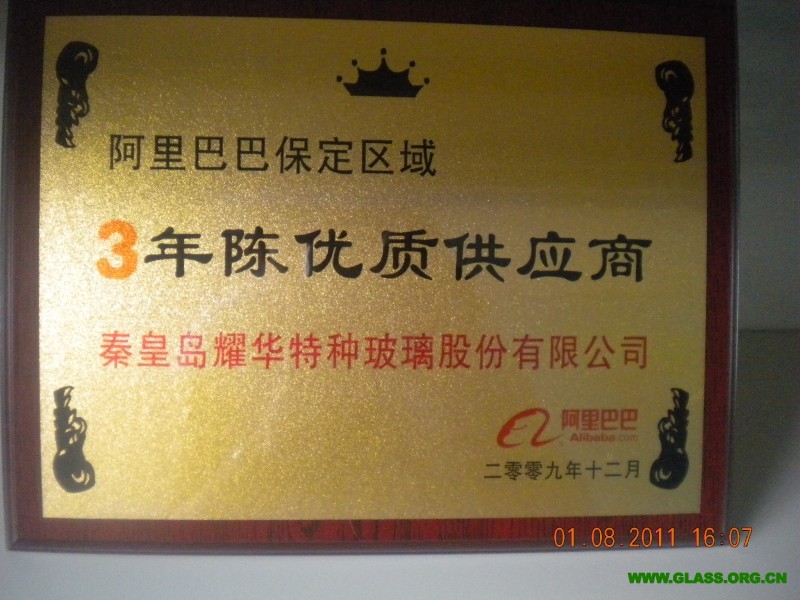 阿里巴巴保定区域
3年陈优质供应商
秦皇岛耀华特种玻璃股份有限公司
阿里巴巴
Alibaba.com
二零零九年十二月
01.08.2011 16:07
WWW.GLASS.ORG.CN